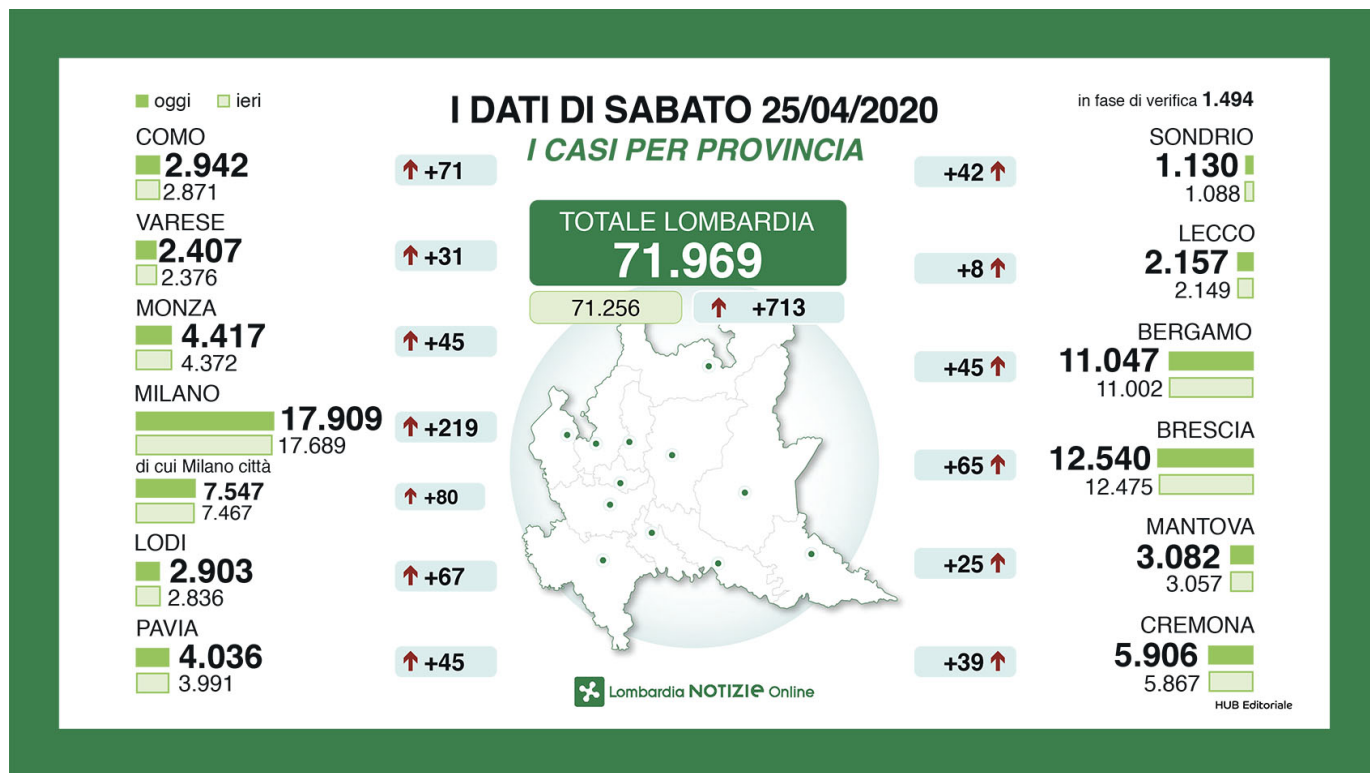 I DATI DI SABATO 25/04/2020
I CASI PER PROVINCIA
oggi ieri
COMO
2.942
2.871
+71
VARESE
2.407
2.376
+31
MONZA
4.417
4.372
+45
MILANO
17.909
17.689
+219
di cui Milano città
7.547
7.467
+80
LODI
2.903
2.836
+67
PAVIA
4.036
3.991
+45
TOTALE LOMBARDIA
71.969
71.256
+713
in fase di verifica 1.494
SONDRIO
1.130
1.088
+42
LECCO
2.157
2.149
+8
BERGAMO
11.047
11.002
+45
BRESCIA
12.540
12.475
+65
MANTOVA
3.082
3.057
+25
CREMONA
5.906
5.867
+39
Lombardia NOTIZIe Online
HUB Editoriale